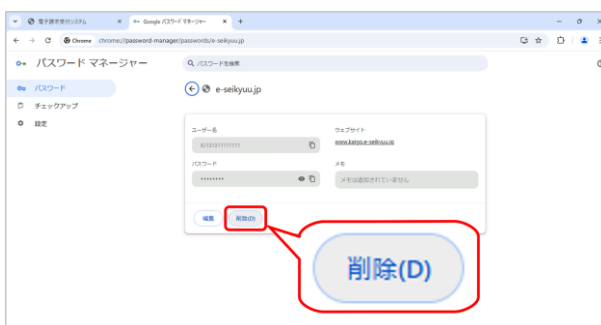 電子請求受付システム
Google パスワード マネージャー
Chrome
chrome://password-manager/passwords/e-seikyuu.jp
パスワード マネージャー
パスワードを検索
パスワード
e-seikyuu.jp
チェックアップ
設定
ユーザー名
ウェブサイト
www.kaigo.e-seikyuu.jp
パスワード
メモ
••••••••
メモは追加されていません
編集
削除(D)
削除(D)